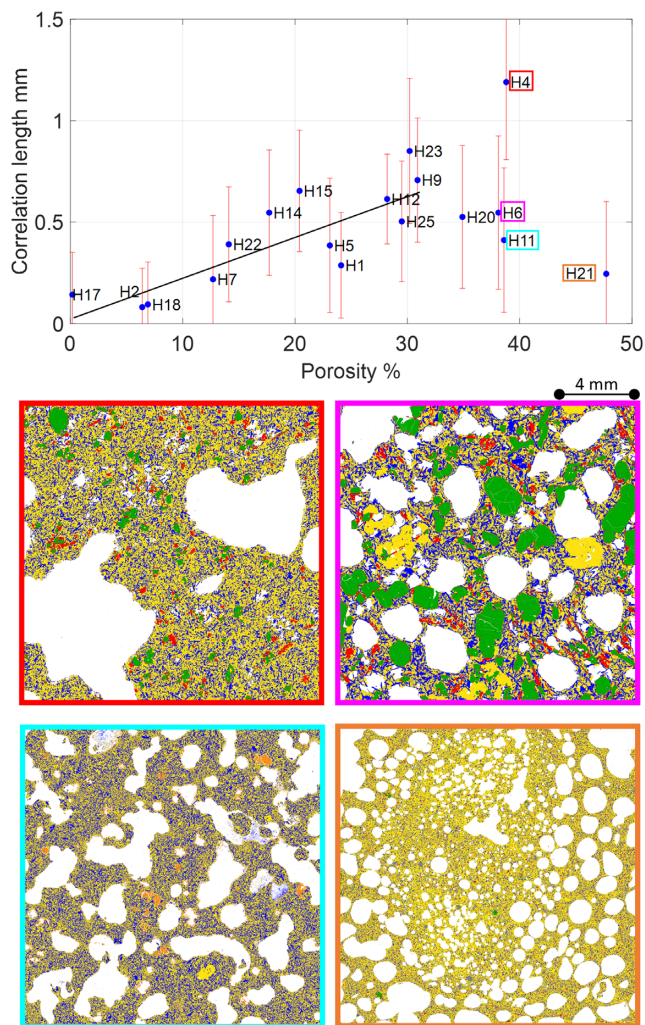 1.5
Correlation length mm
H4
1
H23
H9
H15
H12
H14
H6
H20
0.5
H25
H22
H5
H11
H1
H21
H7
H17
H2
H18
0
0
10
20
30
40
50
Porosity %
4 mm